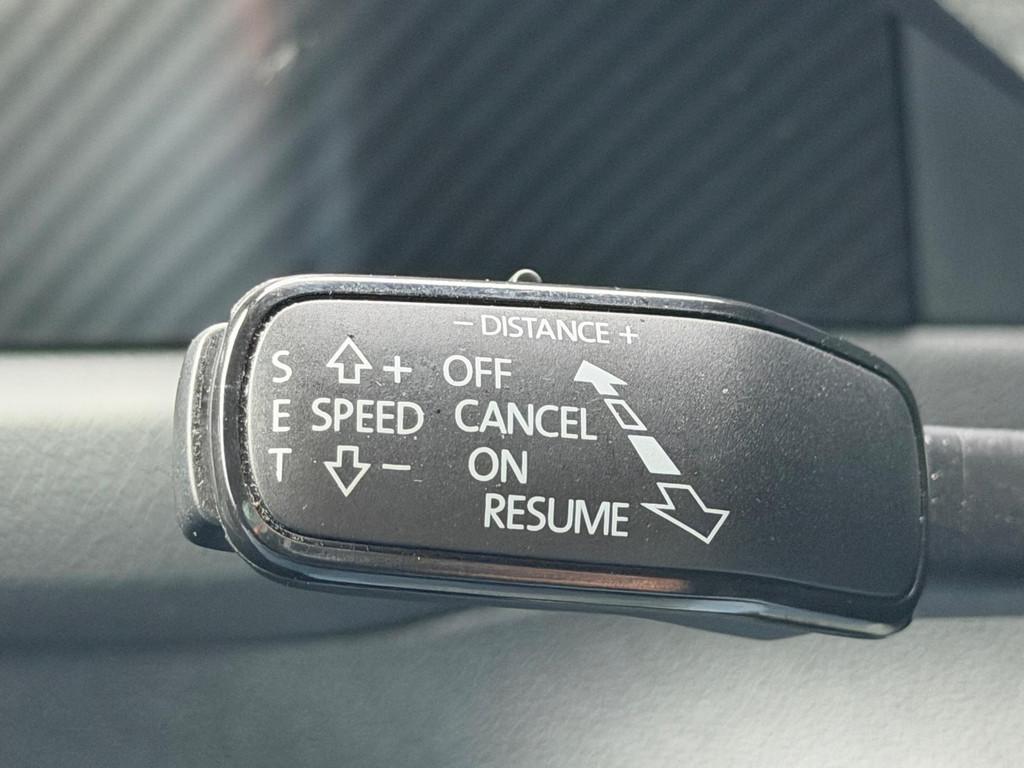 − DISTANCE +
S + OFF
E SPEED CANCEL
T − ON
RESUME